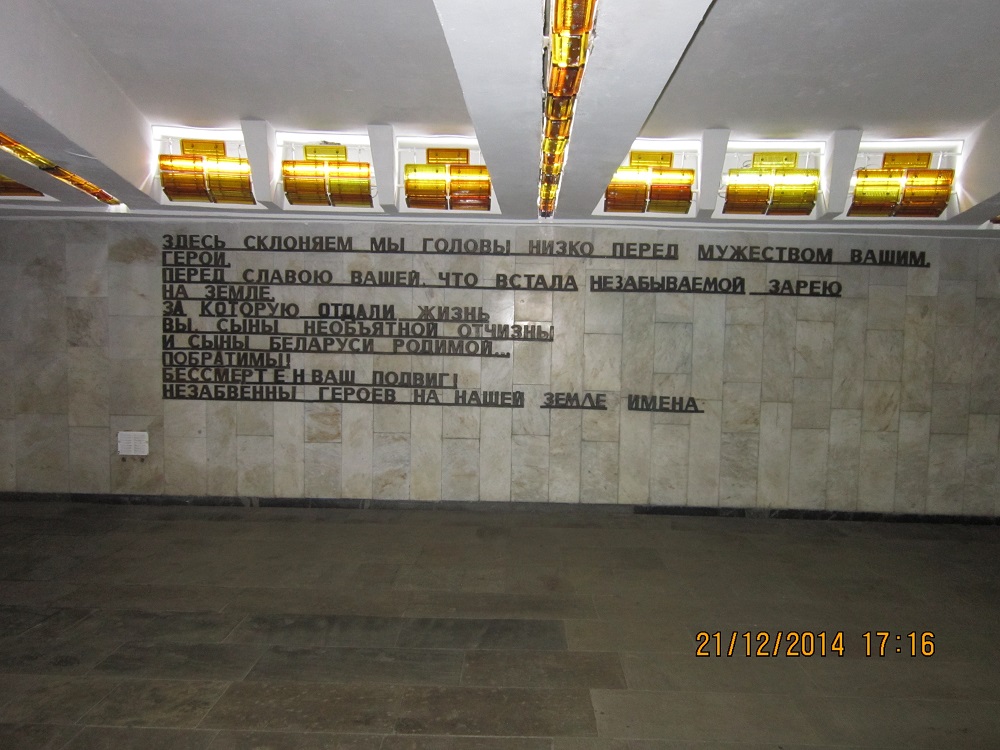 ЗДЕСЬ СКЛОНЯЕМ МЫ ГОЛОВЫ НИЗКО ПЕРЕД МУЖЕСТВОМ ВАШИМ,
ГЕРОИ,
ПЕРЕД СЛАВОЮ ВАШЕЙ, ЧТО ВСТАЛА НЕЗАБЫВАЕМОЙ ЗАРЕЮ
НА ЗЕМЛЕ,
ЗА КОТОРУЮ ОТДАЛИ ЖИЗНЬ
ВЫ, СЫНЫ НЕОБЪЯТНОЙ ОТЧИЗНЫ
И СЫНЫ БЕЛАРУСИ РОДИМОЙ...
ПОБРАТИМЫ!
БЕССМЕРТЕН ВАШ ПОДВИГ!
НЕЗАБВЕННЫ ГЕРОЕВ НА НАШЕЙ ЗЕМЛЕ ИМЕНА
21/12/2014 17:16